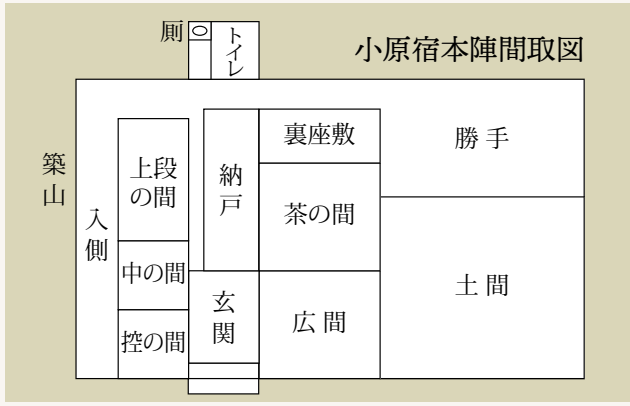 小原宿本陣間取図
厠
トイレ
築山
入側
上段
の間
中の間
控の間
納戸
玄関
裏座敷
茶の間
広間
勝手
土間